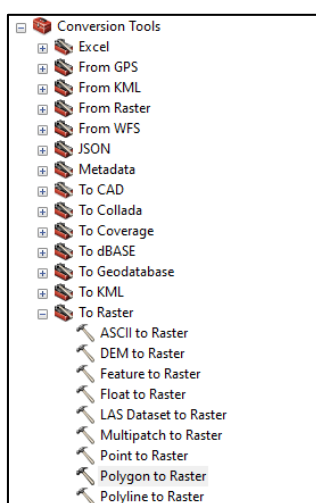 Conversion Tools
Excel
From GPS
From KML
From Raster
From WFS
JSON
Metadata
To CAD
To Collada
To Coverage
To dBASE
To Geodatabase
To KML
To Raster
ASCII to Raster
DEM to Raster
Feature to Raster
Float to Raster
LAS Dataset to Raster
Multipatch to Raster
Point to Raster
Polygon to Raster
Polyline to Raster